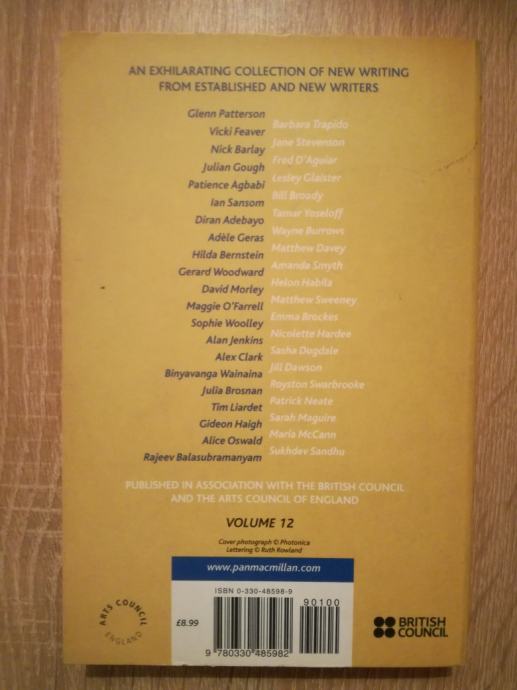 AN EXHILARATING COLLECTION OF NEW WRITING
FROM ESTABLISHED AND NEW WRITERS
Glenn Patterson
Barbara Trapido
Vicki Feaver
Jane Stevenson
Nick Barlay
Fred D'Aguiar
Julian Gough
Lesley Glaister
Patience Agbabi
Bill Broady
Ian Sansom
Tamar Yoseloff
Diran Adebayo
Wayne Burrows
Adèle Geras
Matthew Davey
Hilda Bernstein
Amanda Smyth
Gerard Woodward
Helon Habila
David Morley
Matthew Sweeney
Maggie O'Farrell
Emma Brockes
Sophie Woolley
Nicolette Hardee
Alan Jenkins
Sasha Dugdale
Alex Clark
Jill Dawson
Binyavanga Wainaina
Royston Swarbrooke
Julia Brosnan
Patrick Neate
Tim Liardet
Sarah Maguire
Gideon Haigh
Maria McCann
Alice Oswald
Sukhdev Sandhu
Rajeev Balasubramanyam
PUBLISHED IN ASSOCIATION WITH THE BRITISH COUNCIL
AND THE ARTS COUNCIL OF ENGLAND
VOLUME 12
Cover photograph © Photonica
Lettering © Ruth Rowland
www.panmacmillan.com
ISBN 0-330-48598-9
90100
£8.99
9 780330 485982
ARTS COUNCIL
ENGLAND
BRITISH
COUNCIL